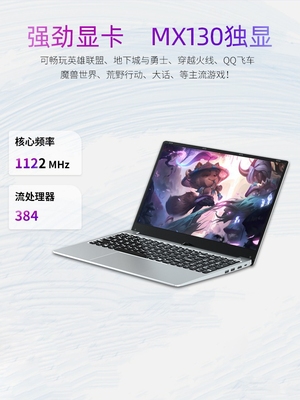 强劲显卡 MX130独显
可畅玩英雄联盟、地下城与勇士、穿越火线、QQ飞车
魔兽世界、荒野行动、大话、等主流游戏！
核心频率
1122 MHz
流处理器
384